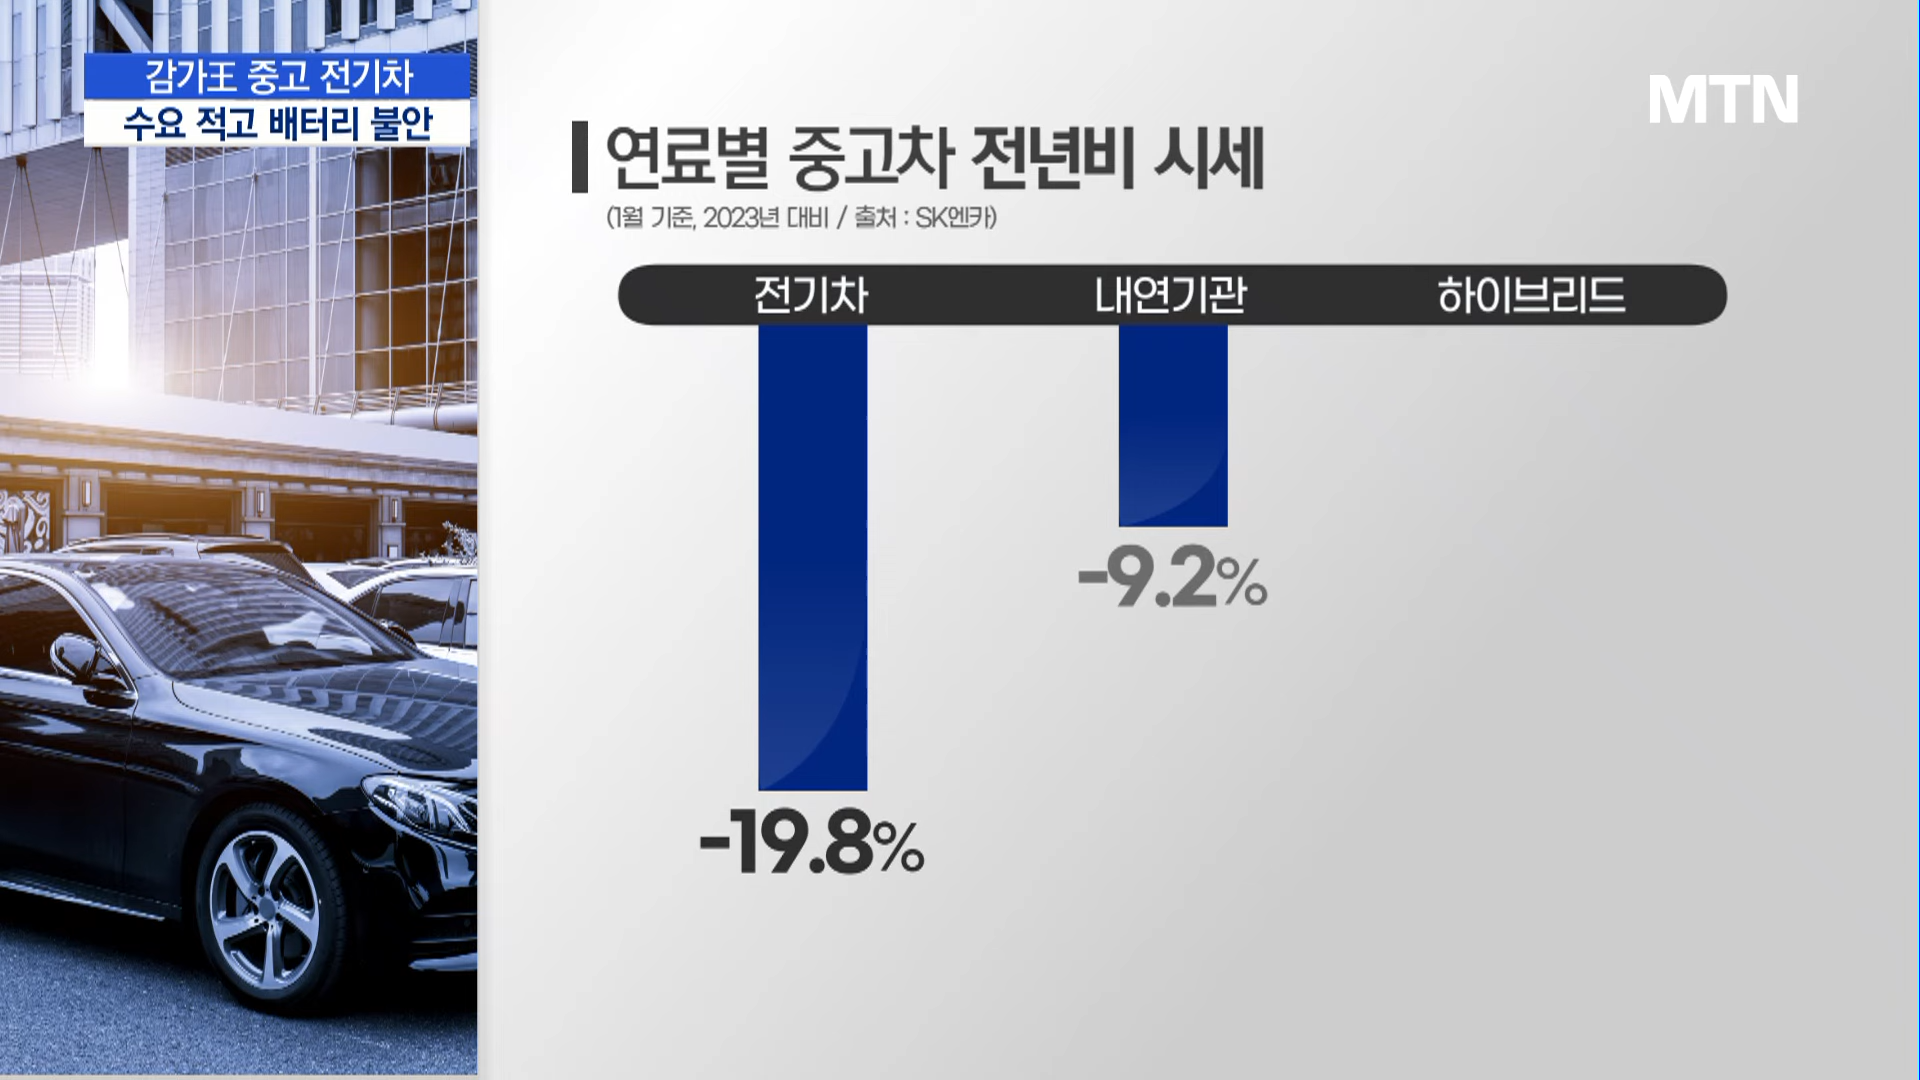 감가王 중고 전기차
수요 적고 배터리 불안
MTN
연료별 중고차 전년비 시세
(1월 기준, 2023년 대비 / 출처 : SK엔카)
전기차 내연기관 하이브리드
-9.2%
-19.8%